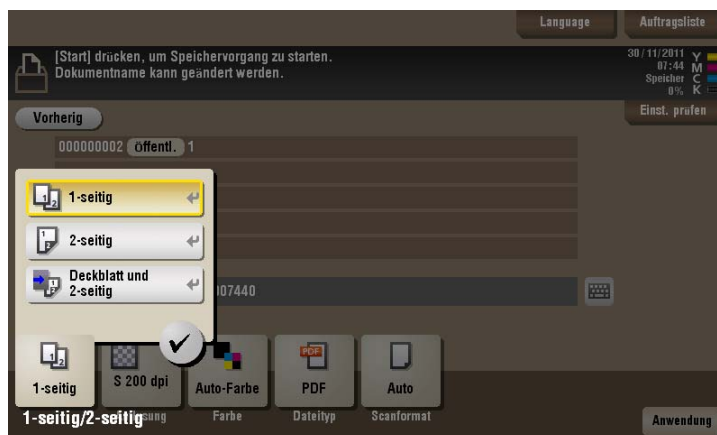 Language
Auftragsliste
[Start] drücken, um Speichervorgang zu starten.
Dokumentname kann geändert werden.
30/11/2011
07:44
Speicher
0%
Y
M
C
K
Vorherig
Einst. prüfen
000000002 öffentl. 1
1-seitig
2-seitig
Deckblatt und
2-seitig
007440
1-seitig
S 200 dpi
Auto-Farbe
PDF
PDF
Auto
1-seitig/2-seitig
Farbe
Dateityp
Scanformat
Anwendung